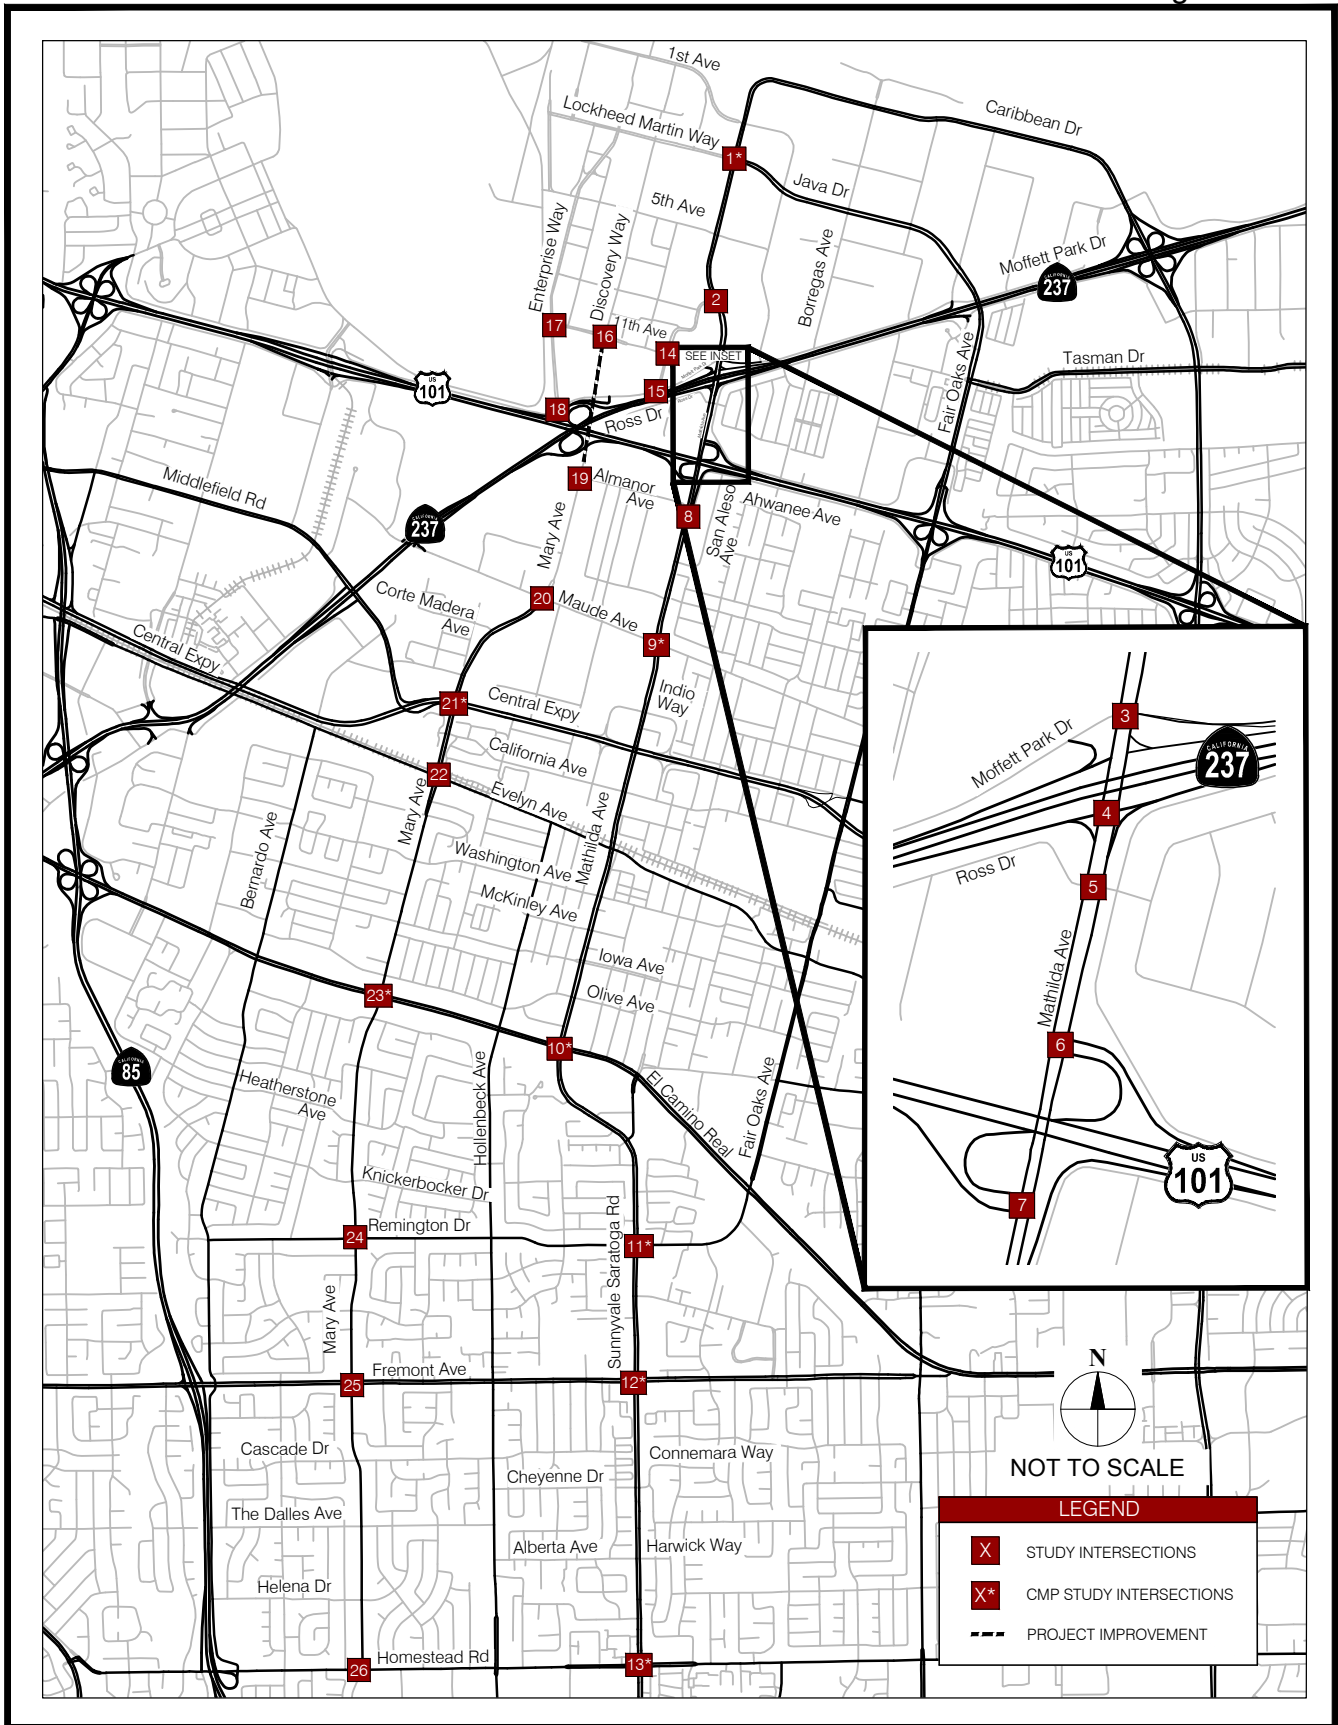 1st Ave
Lockheed Martin Way
Caribbean Dr
1*
Java Dr
5th Ave
Enterprise Way
Discovery Way
Borregas Ave
Moffett Park Dr
CALIFORNIA
237
2
17
16
11th Ave
14
SEE INSET
Tasman Dr
Fair Oaks Ave
US
101
15
18
Ross Dr
Middlefield Rd
19
Almanor
Ave
San Aleso
Ave
Ahwanee Ave
CALIFORNIA
237
8
Mary Ave
US
101
Corte Madera
Ave
20
Maude Ave
Central Expy
9*
Indio
Way
21*
Central Expy
California Ave
22
Evelyn Ave
Mary Ave
Mathilda Ave
Bernardo Ave
Washington Ave
McKinley Ave
Iowa Ave
Olive Ave
23*
10*
CALIFORNIA
85
Heatherstone
Ave
Hollenbeck Ave
El Camino Real
Fair Oaks Ave
Knickerbocker Dr
Remington Dr
24
11*
Sunnyvale Saratoga Rd
Mary Ave
Fremont Ave
25
12*
Cascade Dr
Connemara Way
Cheyenne Dr
The Dalles Ave
Alberta Ave
Harwick Way
Helena Dr
Homestead Rd
26
13*
3
Moffett Park Dr
CALIFORNIA
237
4
Ross Dr
5
Mathilda Ave
6
US
101
7
N
NOT TO SCALE
LEGEND
X
STUDY INTERSECTIONS
X*
CMP STUDY INTERSECTIONS
PROJECT IMPROVEMENT